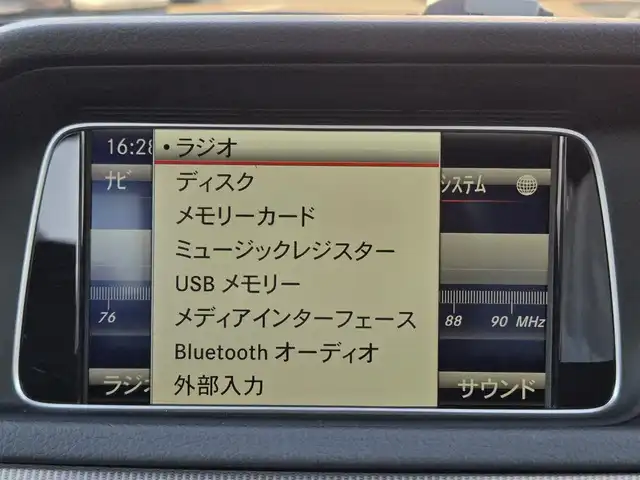 16:28
・ラジオ
ディスク
ナビ
システム
メモリーカード
ミュージックレジスター
USB メモリー
メディアインターフェース
76
88 90 MHz
Bluetooth オーディオ
外部入力
ラジオ
サウンド